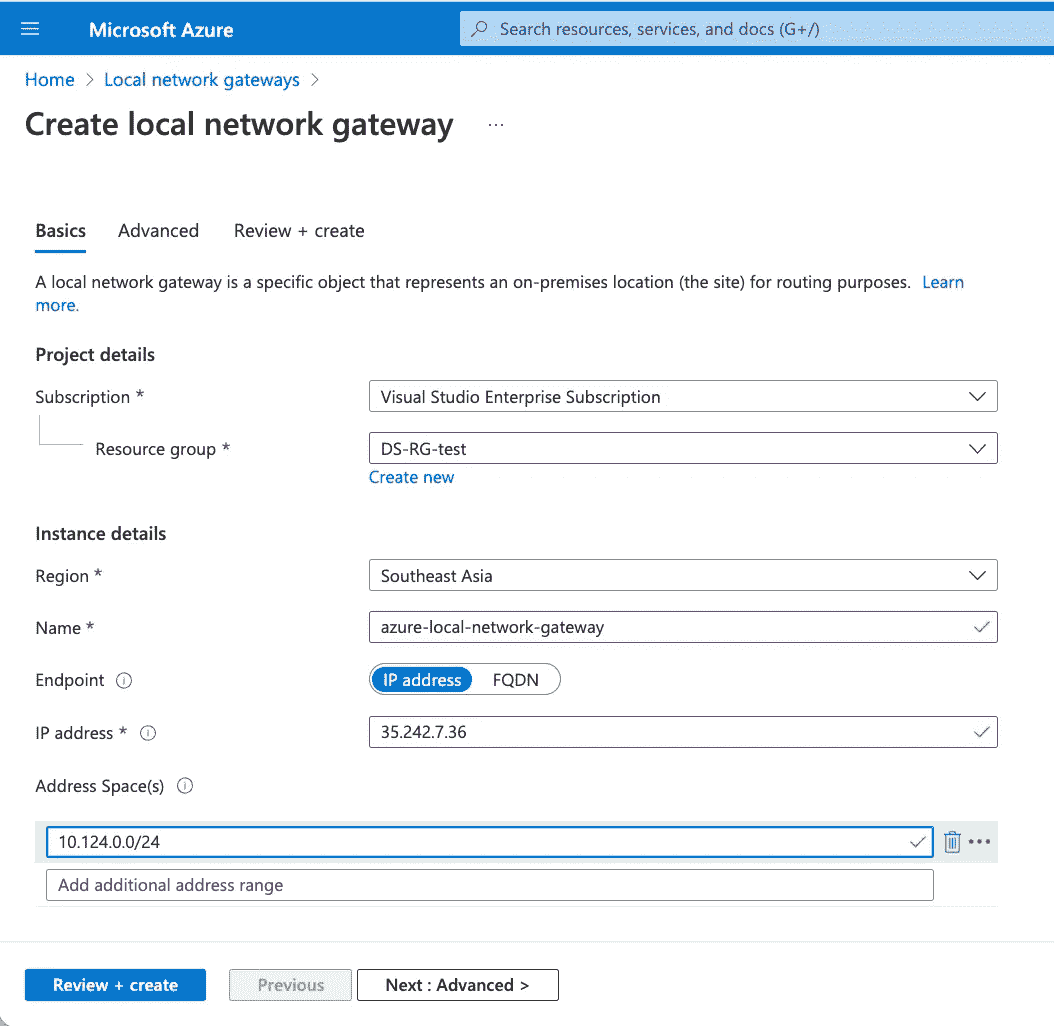 Microsoft Azure
Search resources, services, and docs (G+/)
Home > Local network gateways >
Create local network gateway ...
Basics Advanced Review + create
A local network gateway is a specific object that represents an on-premises location (the site) for routing purposes. Learn
more.
Project details
Subscription * Visual Studio Enterprise Subscription
Resource group * DS-RG-test
Create new
Instance details
Region * Southeast Asia
Name * azure-local-network-gateway
Endpoint IP address FQDN
IP address * 35.242.7.36
Address Space(s)
10.124.0.0/24
Add additional address range
Review + create Previous Next : Advanced >